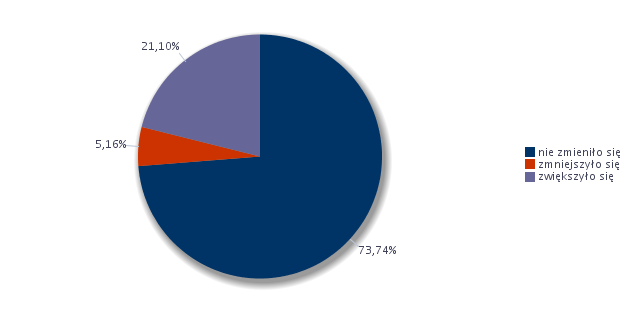 21,10%
5,16%
73,74%
nie zmieniło się
zmniejszyło się
zwiększyło się